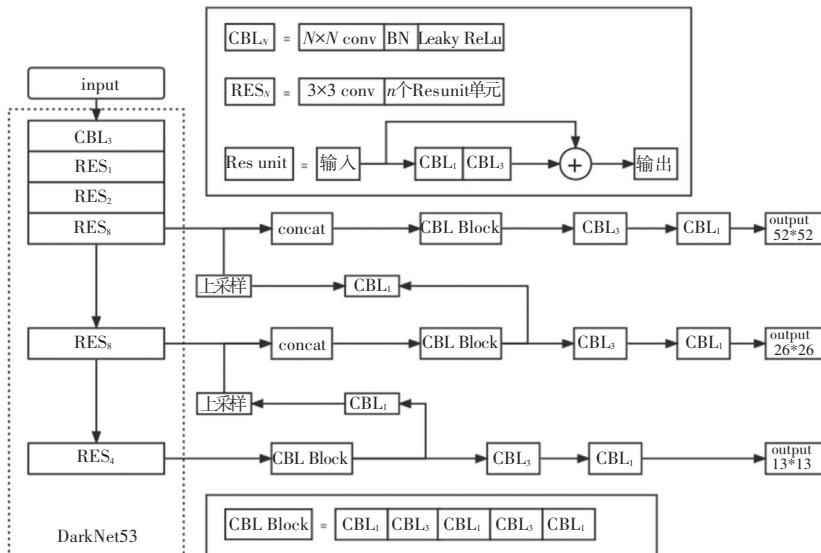 CBL_N = N×N conv BN Leaky ReLu
RES_N = 3×3 conv n个Resunit单元
Res unit = 输入 CBL₁ CBL₃ + 输出
input
CBL₃
RES₁
RES₂
RES₈ concat CBL Block CBL₃ CBL₁ output 52*52
上采样 CBL₁
RES₈ concat CBL Block CBL₃ CBL₁ output 26*26
上采样 CBL₁
RES₄ CBL Block CBL₃ CBL₁ output 13*13
CBL Block = CBL₁ CBL₃ CBL₁ CBL₃ CBL₁
DarkNet53